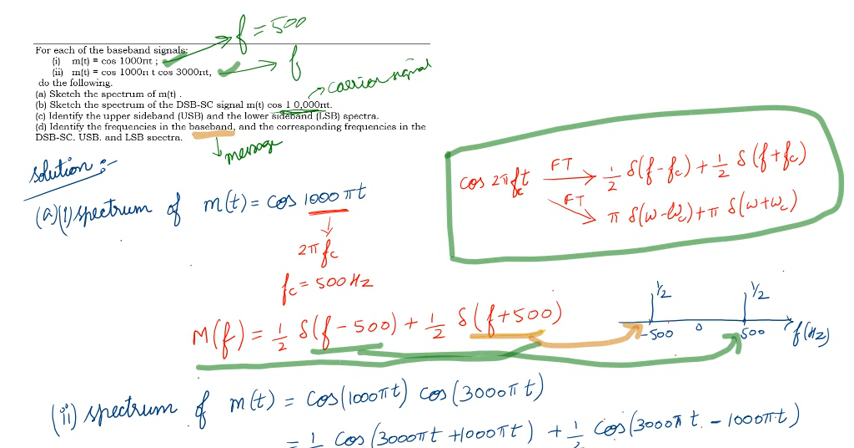 f = 500
For each of the baseband signals:
(i) m(t) = cos 1000πt ;
(ii) m(t) = cos 1000π t cos 3000πt, → f
do the following. carrier signal
(a) Sketch the spectrum of m(t) .
(b) Sketch the spectrum of the DSB-SC signal m(t) cos 1 0,000πt.
(c) Identify the upper sideband (USB) and the lower sideband (LSB) spectra.
(d) Identify the frequencies in the baseband, and the corresponding frequencies in the
DSB-SC, USB, and LSB spectra.
message
solution :-
(a)(i) spectrum of m(t) = cos 1000πt
cos 2πf_c t FT→ 1/2 δ(f-f_c) + 1/2 δ(f+f_c)
FT→ π δ(ω-ω_c) + π δ(ω+ω_c)
2πf_c
f_c = 500 Hz
M(f) = 1/2 δ(f-500) + 1/2 δ(f+500)
1/2 1/2
-500 0 500 f(Hz)
(ii) spectrum of m(t) = cos(1000πt) cos(3000πt)
= 1/2 cos(3000πt + 1000πt) + 1/2 cos(3000πt - 1000πt)